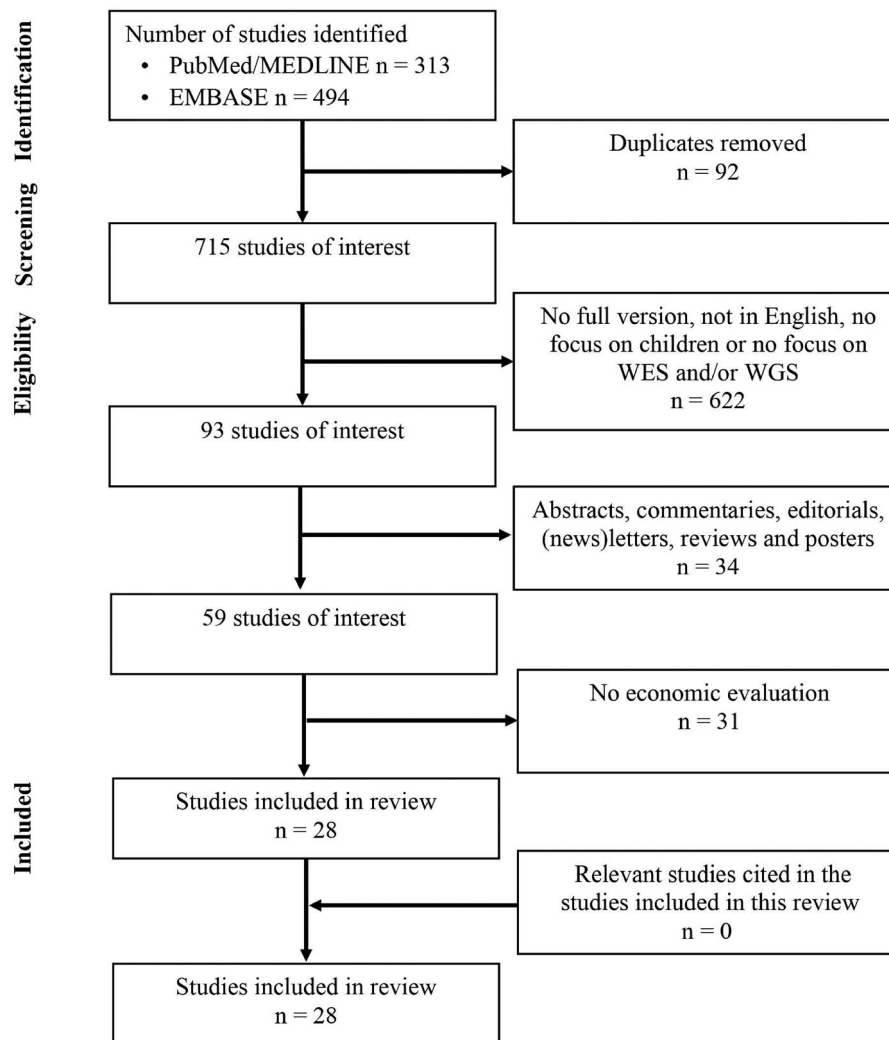 Identification
Number of studies identified
• PubMed/MEDLINE n = 313
• EMBASE n = 494
Duplicates removed
n = 92
Screening
715 studies of interest
Eligibility
No full version, not in English, no
focus on children or no focus on
WES and/or WGS
n = 622
93 studies of interest
Abstracts, commentaries, editorials,
(news)letters, reviews and posters
n = 34
59 studies of interest
No economic evaluation
n = 31
Included
Studies included in review
n = 28
Relevant studies cited in the
studies included in this review
n = 0
Studies included in review
n = 28